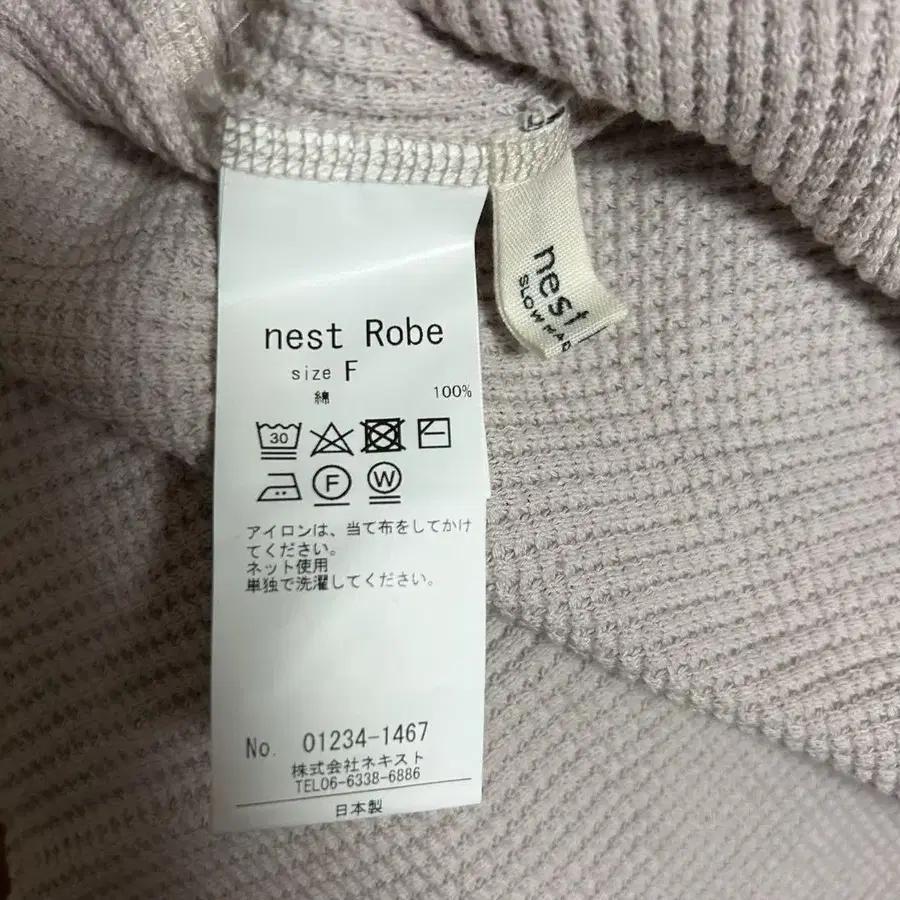 nest Robe
size F
綿 100%
30
F W
アイロンは、当て布をしてかけ
てください。
ネット使用
単独で洗濯してください。
No. 01234-1467
株式会社ネキスト
TEL06-6338-6886
日本製
nest
SLOW MAD